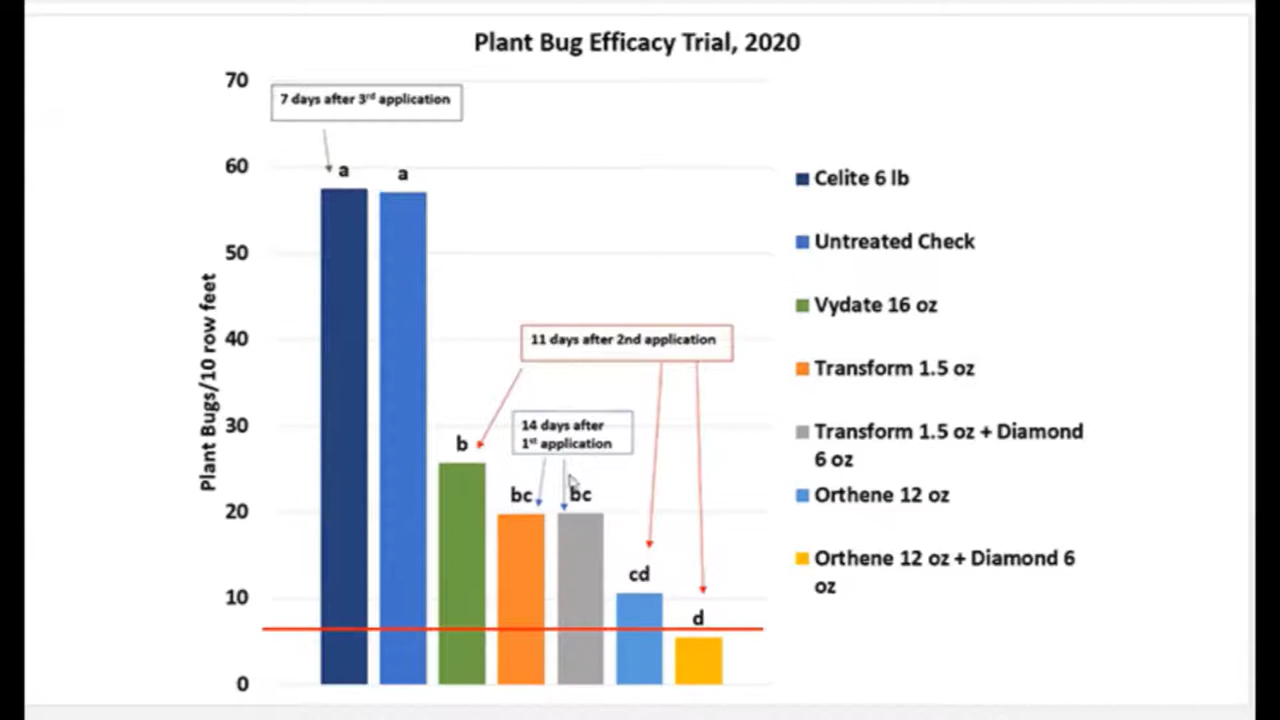 Plant Bug Efficacy Trial, 2020
Plant Bugs/10 row feet
70
60
50
40
30
20
10
0
7 days after 3rd application
a
a
b
bc
bc
cd
d
11 days after 2nd application
14 days after
1st application
Celite 6 lb
Untreated Check
Vydate 16 oz
Transform 1.5 oz
Transform 1.5 oz + Diamond
6 oz
Orthene 12 oz
Orthene 12 oz + Diamond 6
oz